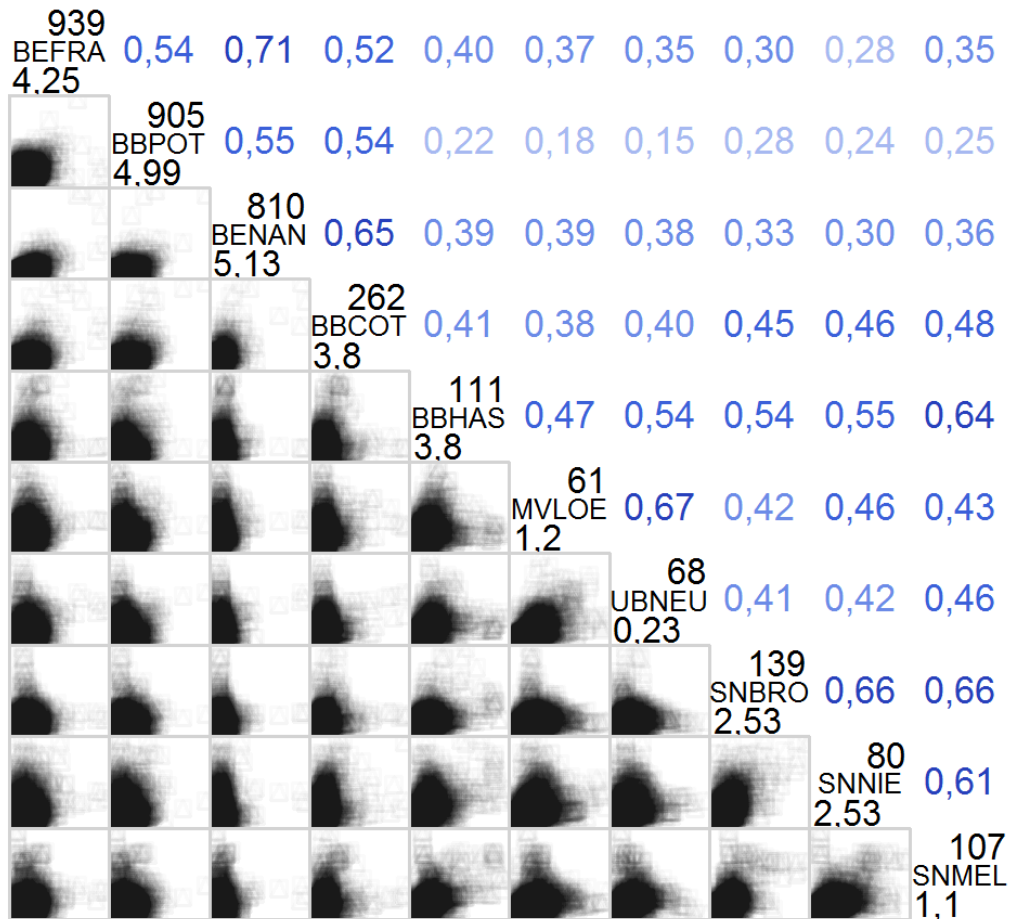 939
BEFRA 0,54 0,71 0,52 0,40 0,37 0,35 0,30 0,28 0,35
4,25
905
BBPOT 0,55 0,54 0,22 0,18 0,15 0,28 0,24 0,25
4,99
810
BENAN 0,65 0,39 0,39 0,38 0,33 0,30 0,36
5,13
262
BBCOT 0,41 0,38 0,40 0,45 0,46 0,48
3,8
111
BBHAS 0,47 0,54 0,54 0,55 0,64
3,8
61
MVLOE 0,67 0,42 0,46 0,43
1,2
68
UBNEU 0,41 0,42 0,46
0,23
139
SNBRO 0,66 0,66
2,53
80
SNNIE 0,61
2,53
107
SNMEL
1,1